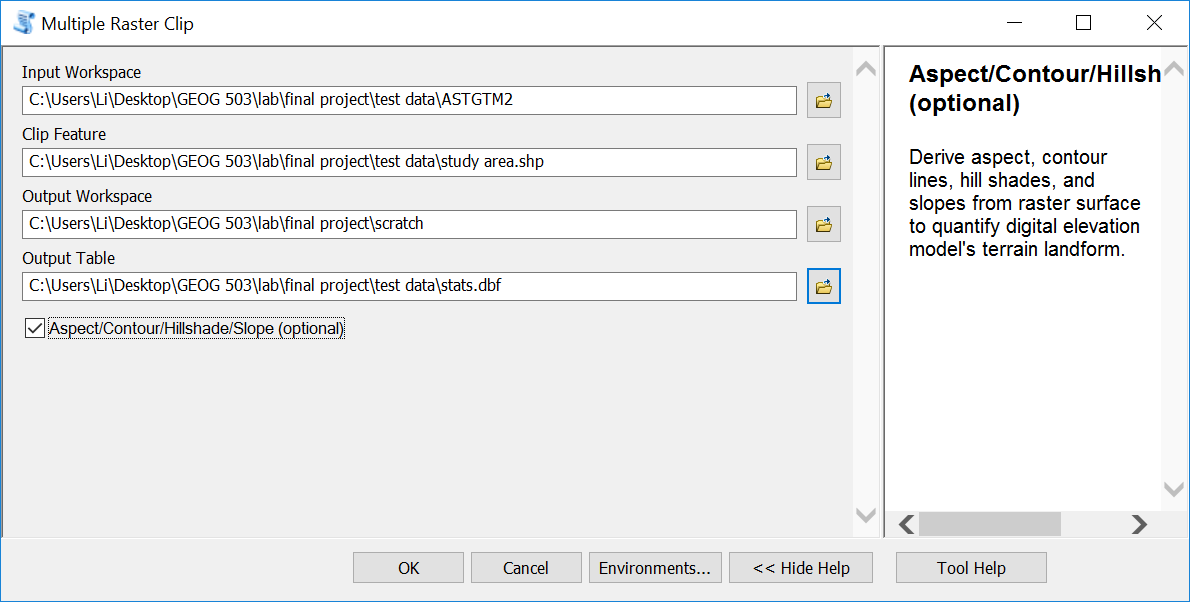 Multiple Raster Clip
Input Workspace
C:\Users\Li\Desktop\GEOG 503\lab\final project\test data\ASTGTM2
Clip Feature
C:\Users\Li\Desktop\GEOG 503\lab\final project\test data\study area.shp
Output Workspace
C:\Users\Li\Desktop\GEOG 503\lab\final project\scratch
Output Table
C:\Users\Li\Desktop\GEOG 503\lab\final project\test data\stats.dbf
Aspect/Contour/Hillshade/Slope (optional)
Aspect/Contour/Hillsh
(optional)
Derive aspect, contour
lines, hill shades, and
slopes from raster surface
to quantify digital elevation
model's terrain landform.
OK
Cancel
Environments...
<< Hide Help
Tool Help